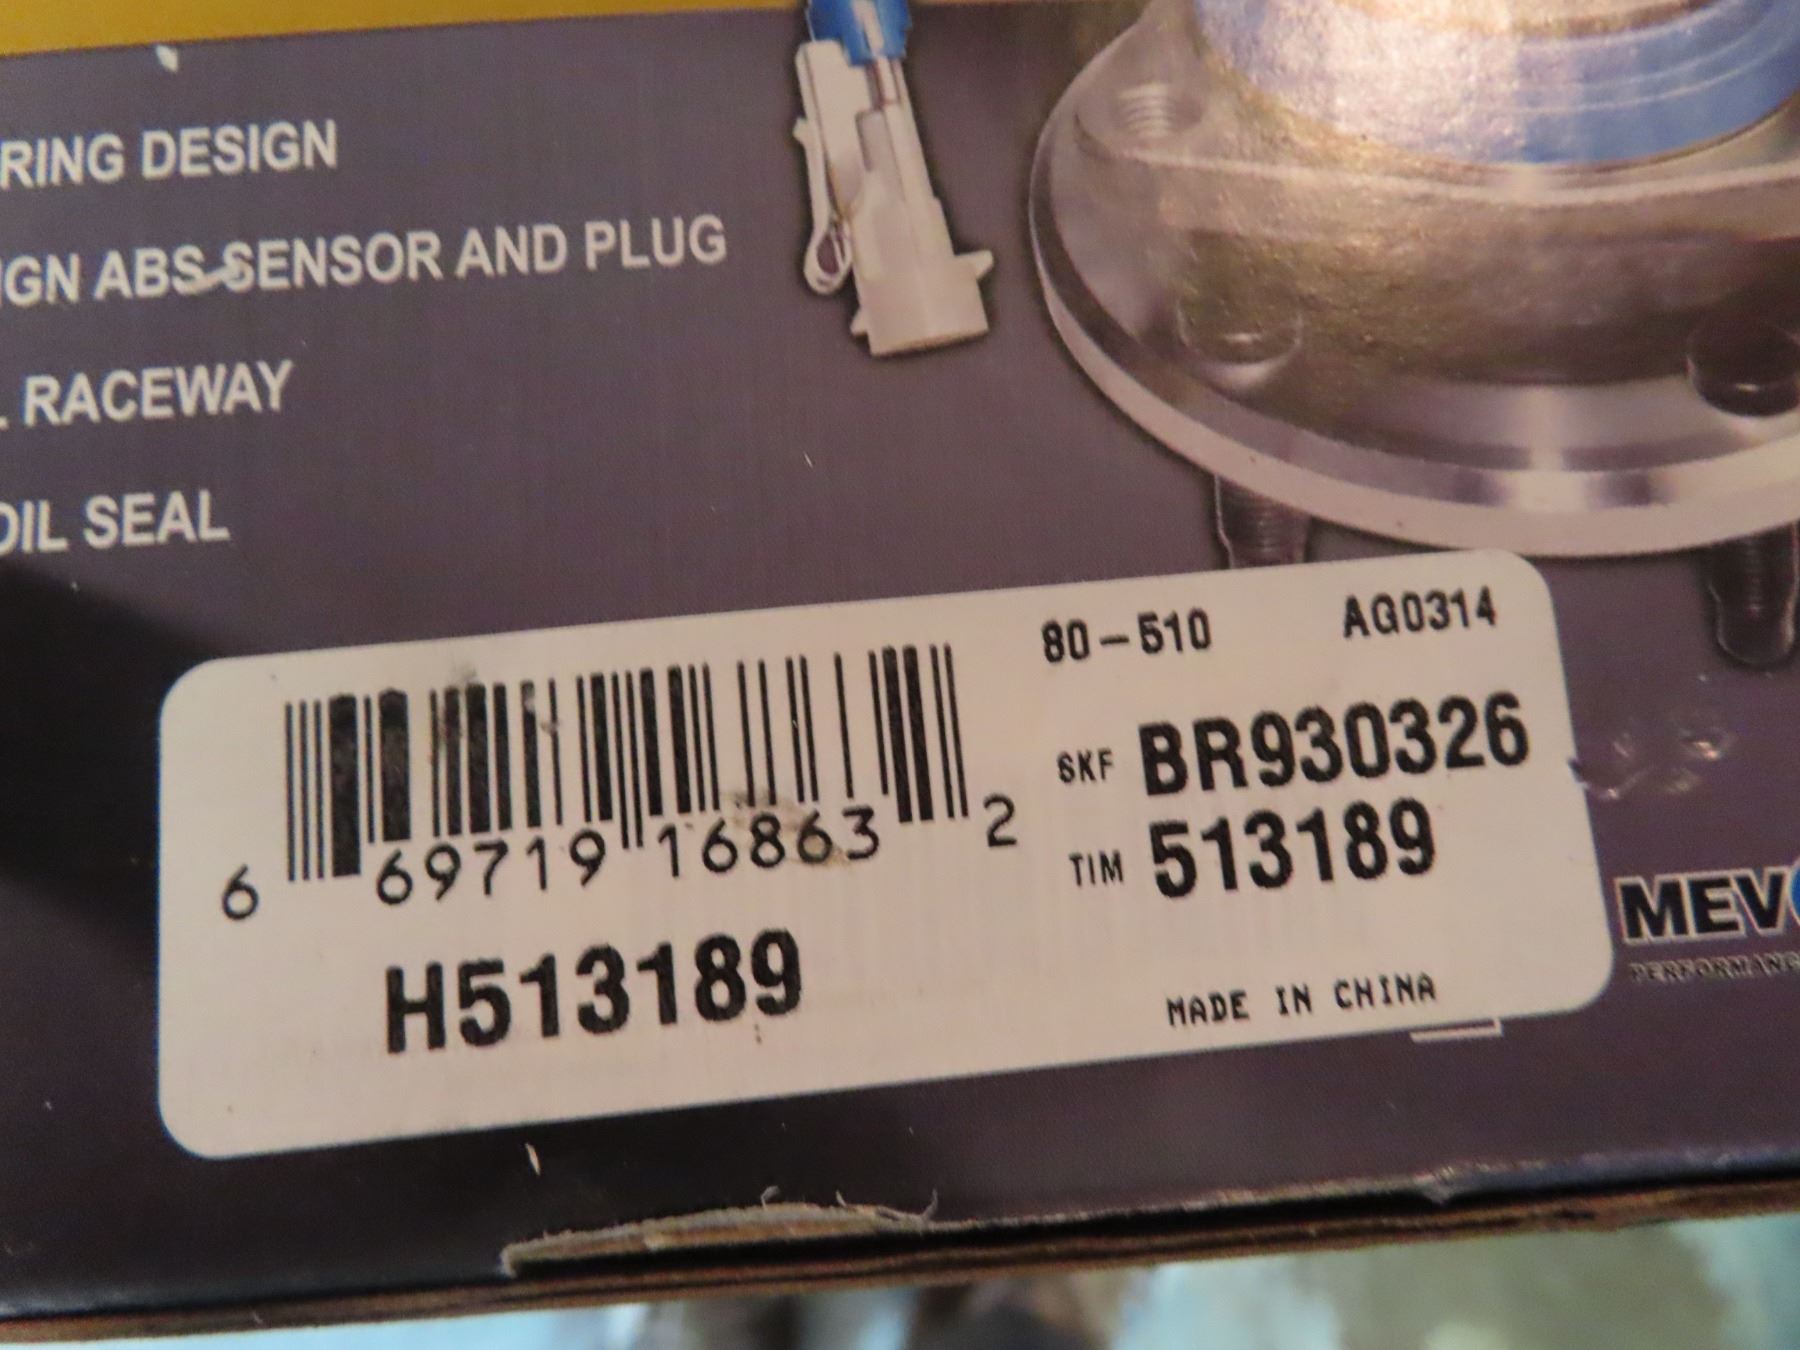 RING DESIGN
IGN ABS SENSOR AND PLUG
RACEWAY
OIL SEAL
80-510 AG0314
SKF BR930326
TIM 513189
6 69719 16863 2
H513189
MADE IN CHINA
MEV
PERFORMANC